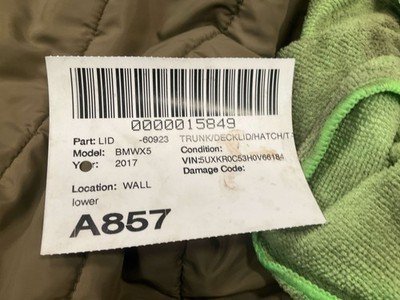 0000015849
Part: LID -60923 TRUNK/DECKLID/HATCH/T
Model: BMWX5 Condition:
Year: 2017 VIN:5UXKR0C53H0V66184
Damage Code:
Location: WALL
lower
A857